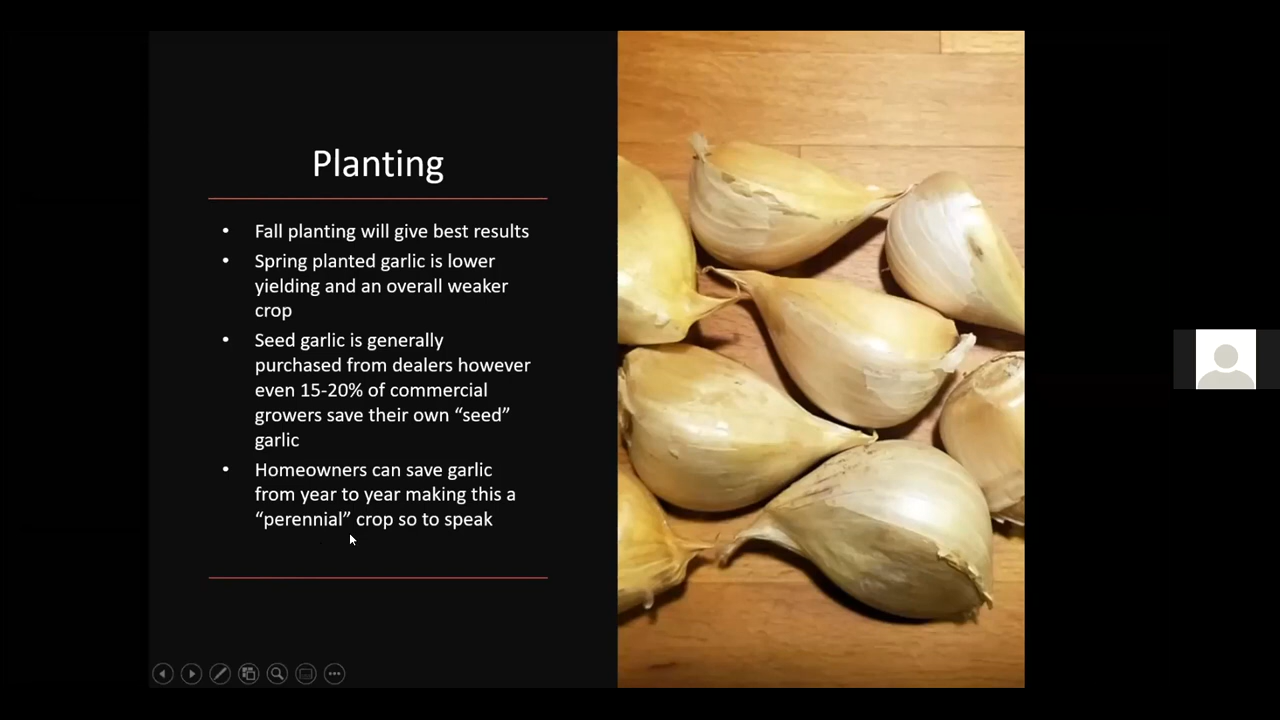 Planting
• Fall planting will give best results
• Spring planted garlic is lower
yielding and an overall weaker
crop
• Seed garlic is generally
purchased from dealers however
even 15-20% of commercial
growers save their own “seed”
garlic
• Homeowners can save garlic
from year to year making this a
“perennial” crop so to speak